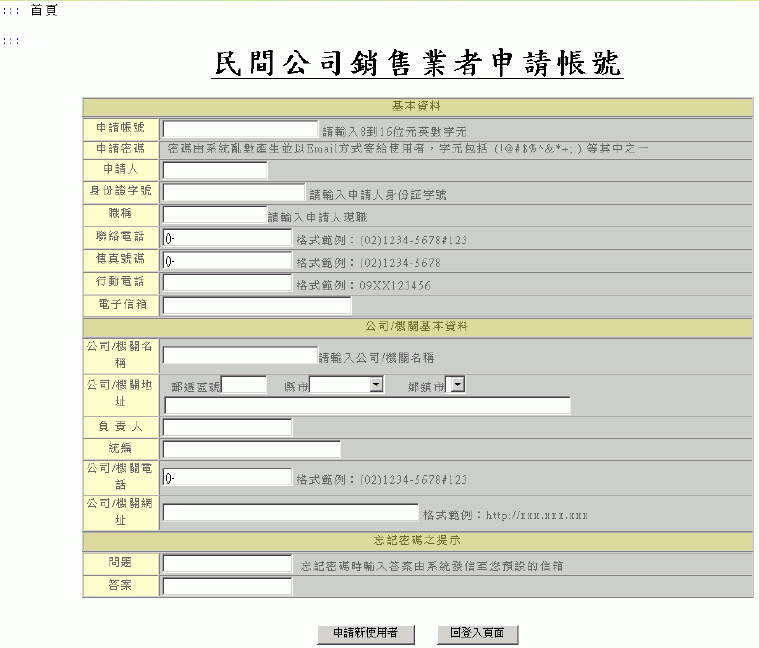 ::: 首頁
:::
民間公司銷售業者申請帳號
基本資料
申請帳號 請輸入8到16位元英數字元
申請密碼 密碼由系統亂數產生並以Email方式寄給使用者，字元包括 (!@#$%^&*+;) 等其中之一
申請人
身份證字號 請輸入申請人身份証字號
職稱 請輸入申請人現職
聯絡電話 ()- 格式範例：(02)1234-5678#123
傳真號碼 ()- 格式範例：(02)1234-5678
行動電話 格式範例：09XX123456
電子信箱
公司/機關基本資料
公司/機關名
稱 請輸入公司/機關名稱
公司/機關地
址 郵遞區號 縣市 鄉鎮市
負 責 人
統編
公司/機關電
話 ()- 格式範例：(02)1234-5678#123
公司/機關網
址 格式範例：http://xxx.xxx.xxx
忘記密碼之提示
問題 忘記密碼時輸入答案由系統發信至您預設的信箱
答案
申請新使用者 回登入頁面